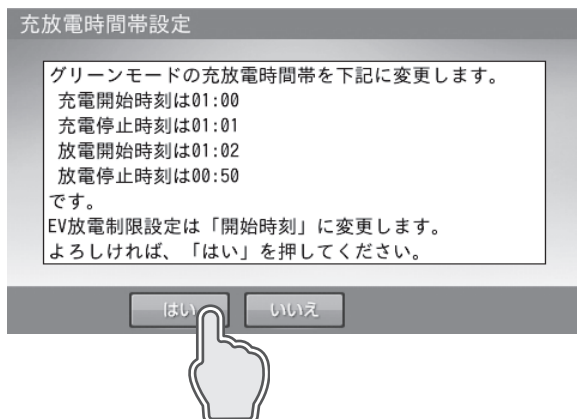 充放電時間帯設定
グリーンモードの充放電時間帯を下記に変更します。
充電開始時刻は01:00
充電停止時刻は01:01
放電開始時刻は01:02
放電停止時刻は00:50
です。
EV放電制限設定は「開始時刻」に変更します。
よろしければ、「はい」を押してください。
はい
いいえ